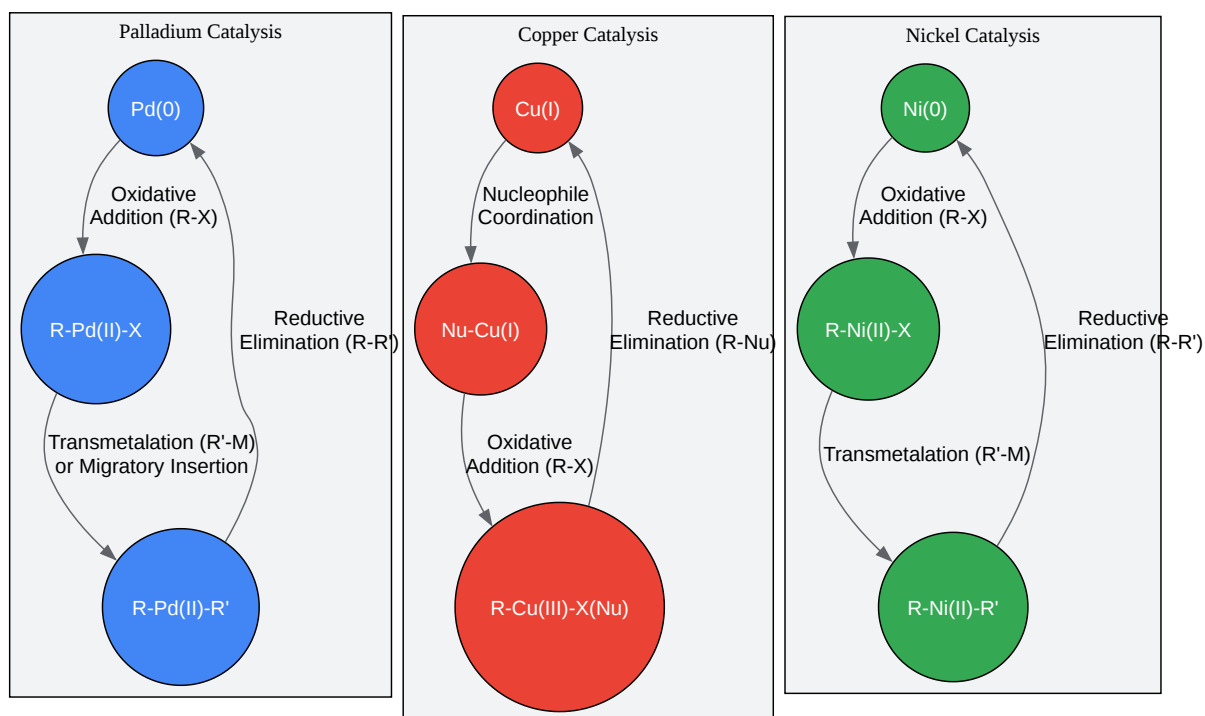 Palladium Catalysis
Pd(0)
Oxidative
Addition (R-X)
R-Pd(II)-X
Reductive
Elimination (R-R')
Transmetalation (R'-M)
or Migratory Insertion
R-Pd(II)-R'
Copper Catalysis
Cu(I)
Nucleophile
Coordination
Nu-Cu(I)
Reductive
Elimination (R-Nu)
Oxidative
Addition (R-X)
R-Cu(III)-X(Nu)
Nickel Catalysis
Ni(0)
Oxidative
Addition (R-X)
R-Ni(II)-X
Reductive
Elimination (R-R')
Transmetalation (R'-M)
R-Ni(II)-R'